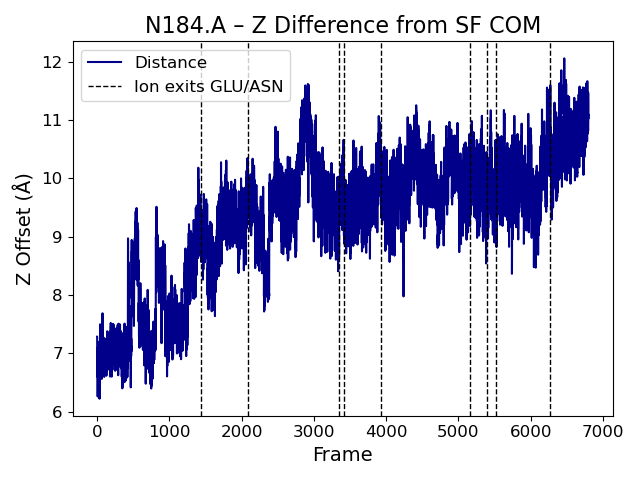 N184.A – Z Difference from SF COM
Distance
Ion exits GLU/ASN
12
11
10
9
8
7
6
Z Offset (Å)
0 1000 2000 3000 4000 5000 6000 7000
Frame